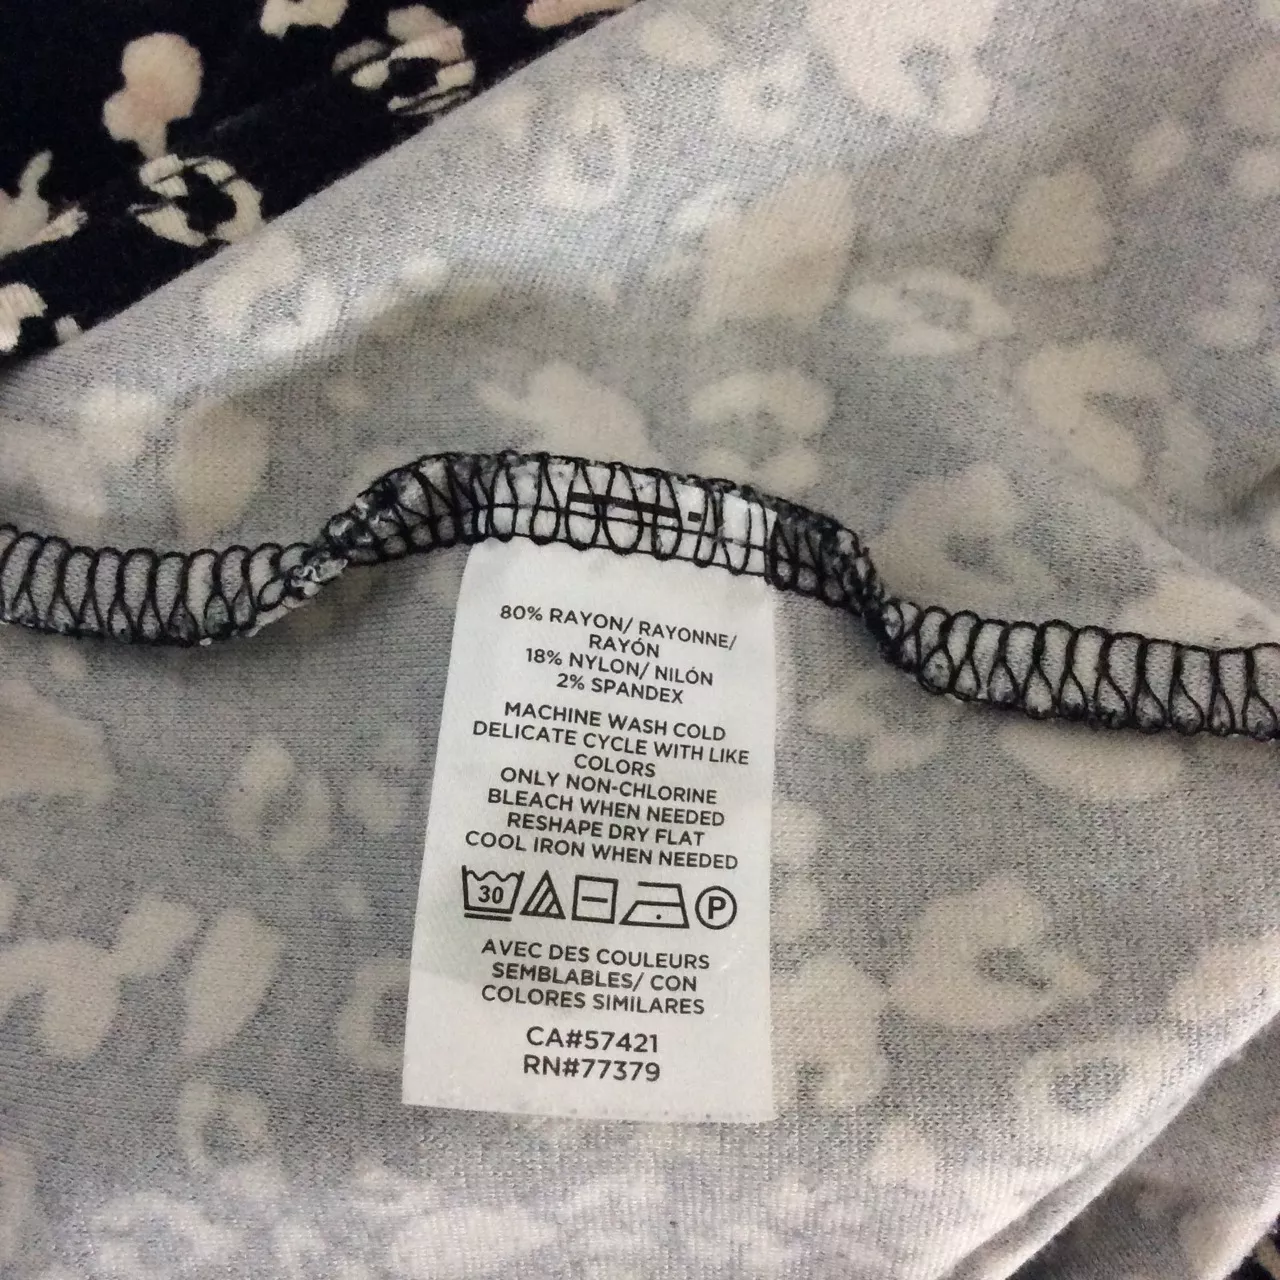 80% RAYON/ RAYONNE/
RAYÓN
18% NYLON/ NILÓN
2% SPANDEX
MACHINE WASH COLD
DELICATE CYCLE WITH LIKE
COLORS
ONLY NON-CHLORINE
BLEACH WHEN NEEDED
RESHAPE DRY FLAT
COOL IRON WHEN NEEDED
30 P
AVEC DES COULEURS
SEMBLABLES/ CON
COLORES SIMILARES
CA#57421
RN#77379